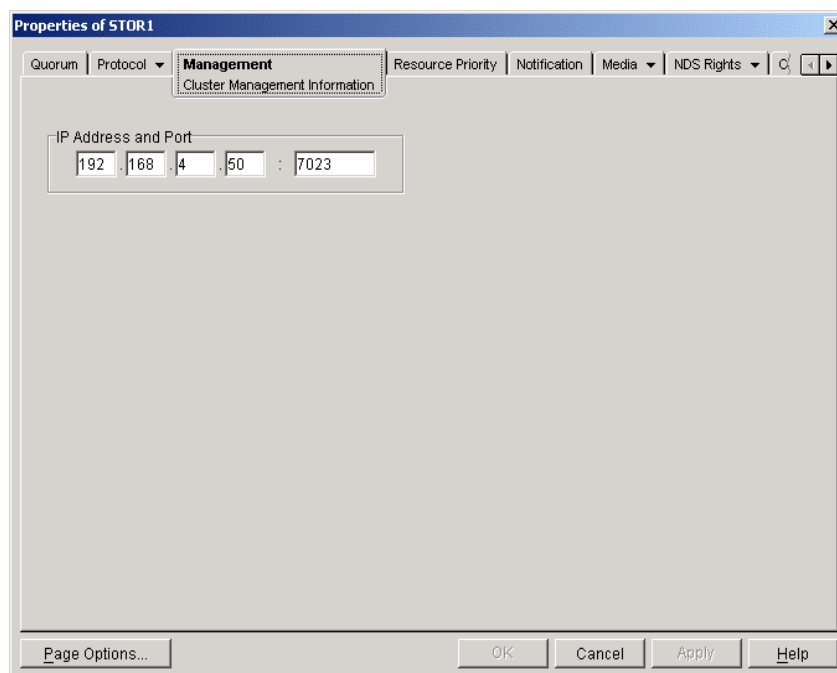 Properties of STOR1
Quorum Protocol Management Resource Priority Notification Media NDS Rights
Cluster Management Information
IP Address and Port
192 . 168 . 4 . 50 : 7023
Page Options... OK Cancel Apply Help